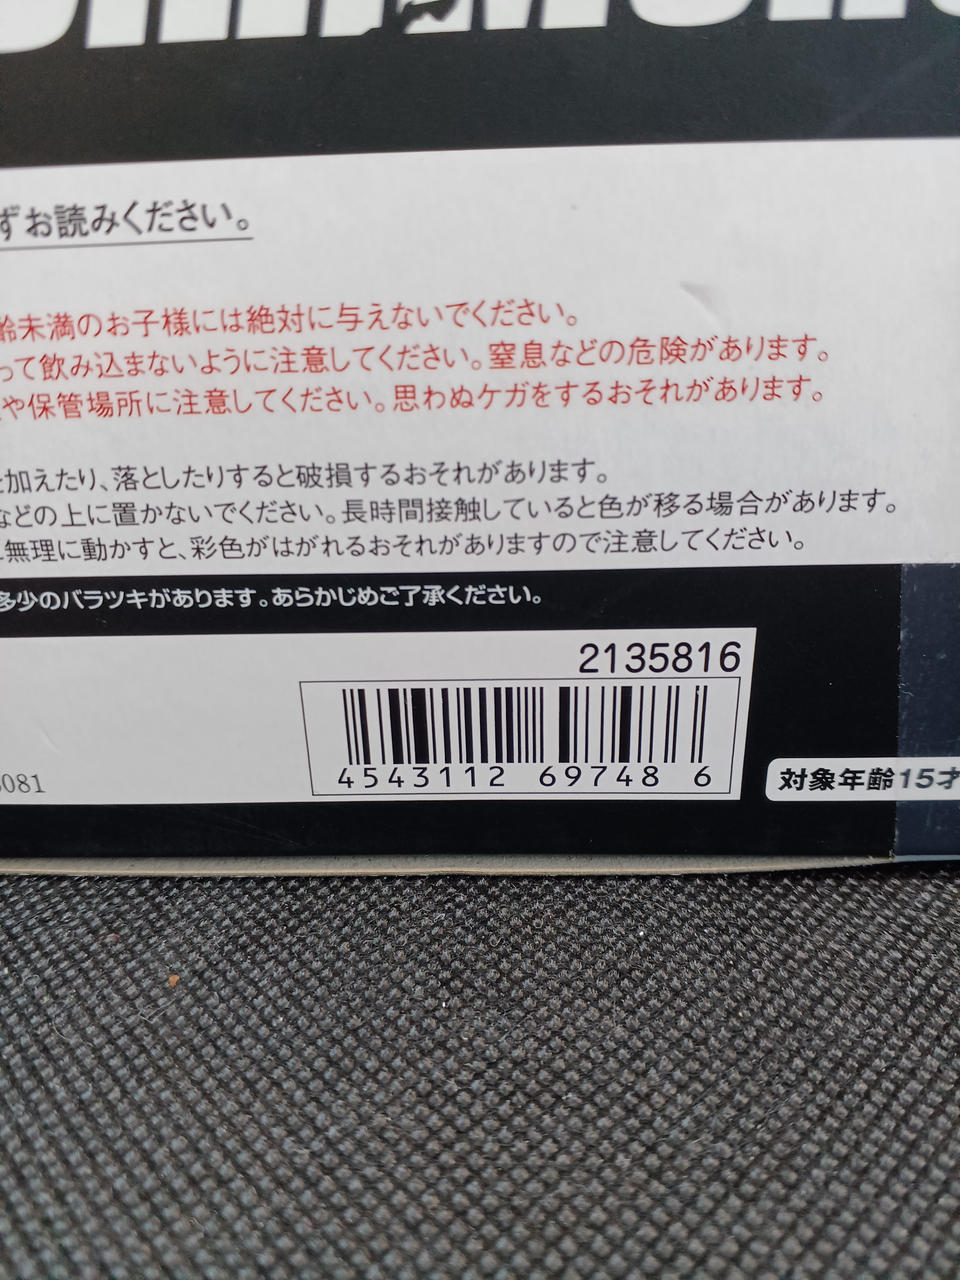 ずお読みください。
齢未満のお子様には絶対に与えないでください。
って飲み込まないように注意してください。窒息などの危険があります。
や保管場所に注意してください。思わぬケガをするおそれがあります。
加えたり、落としたりすると破損するおそれがあります。
などの上に置かないでください。長時間接触していると色が移る場合があります。
無理に動かすと、彩色がはがれるおそれがありますので注意してください。
多少のバラツキがあります。あらかじめご了承ください。
2135816
4543112 69748 6
081
対象年齢15才